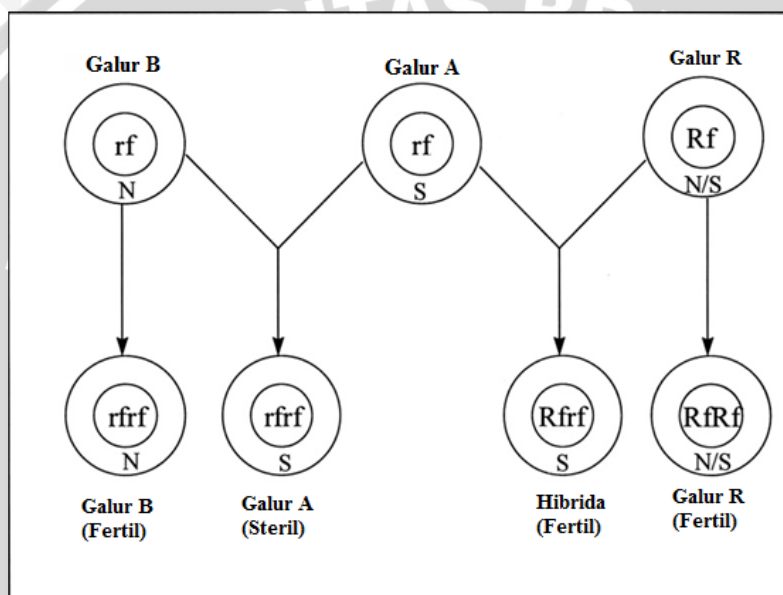 Galur B
Galur A
Galur R
rf
rf
Rf
N
S
N/S
rfrf
rfrf
Rfrf
RfRf
N
S
S
N/S
Galur B
(Fertil)
Galur A
(Steril)
Hibrida
(Fertil)
Galur R
(Fertil)